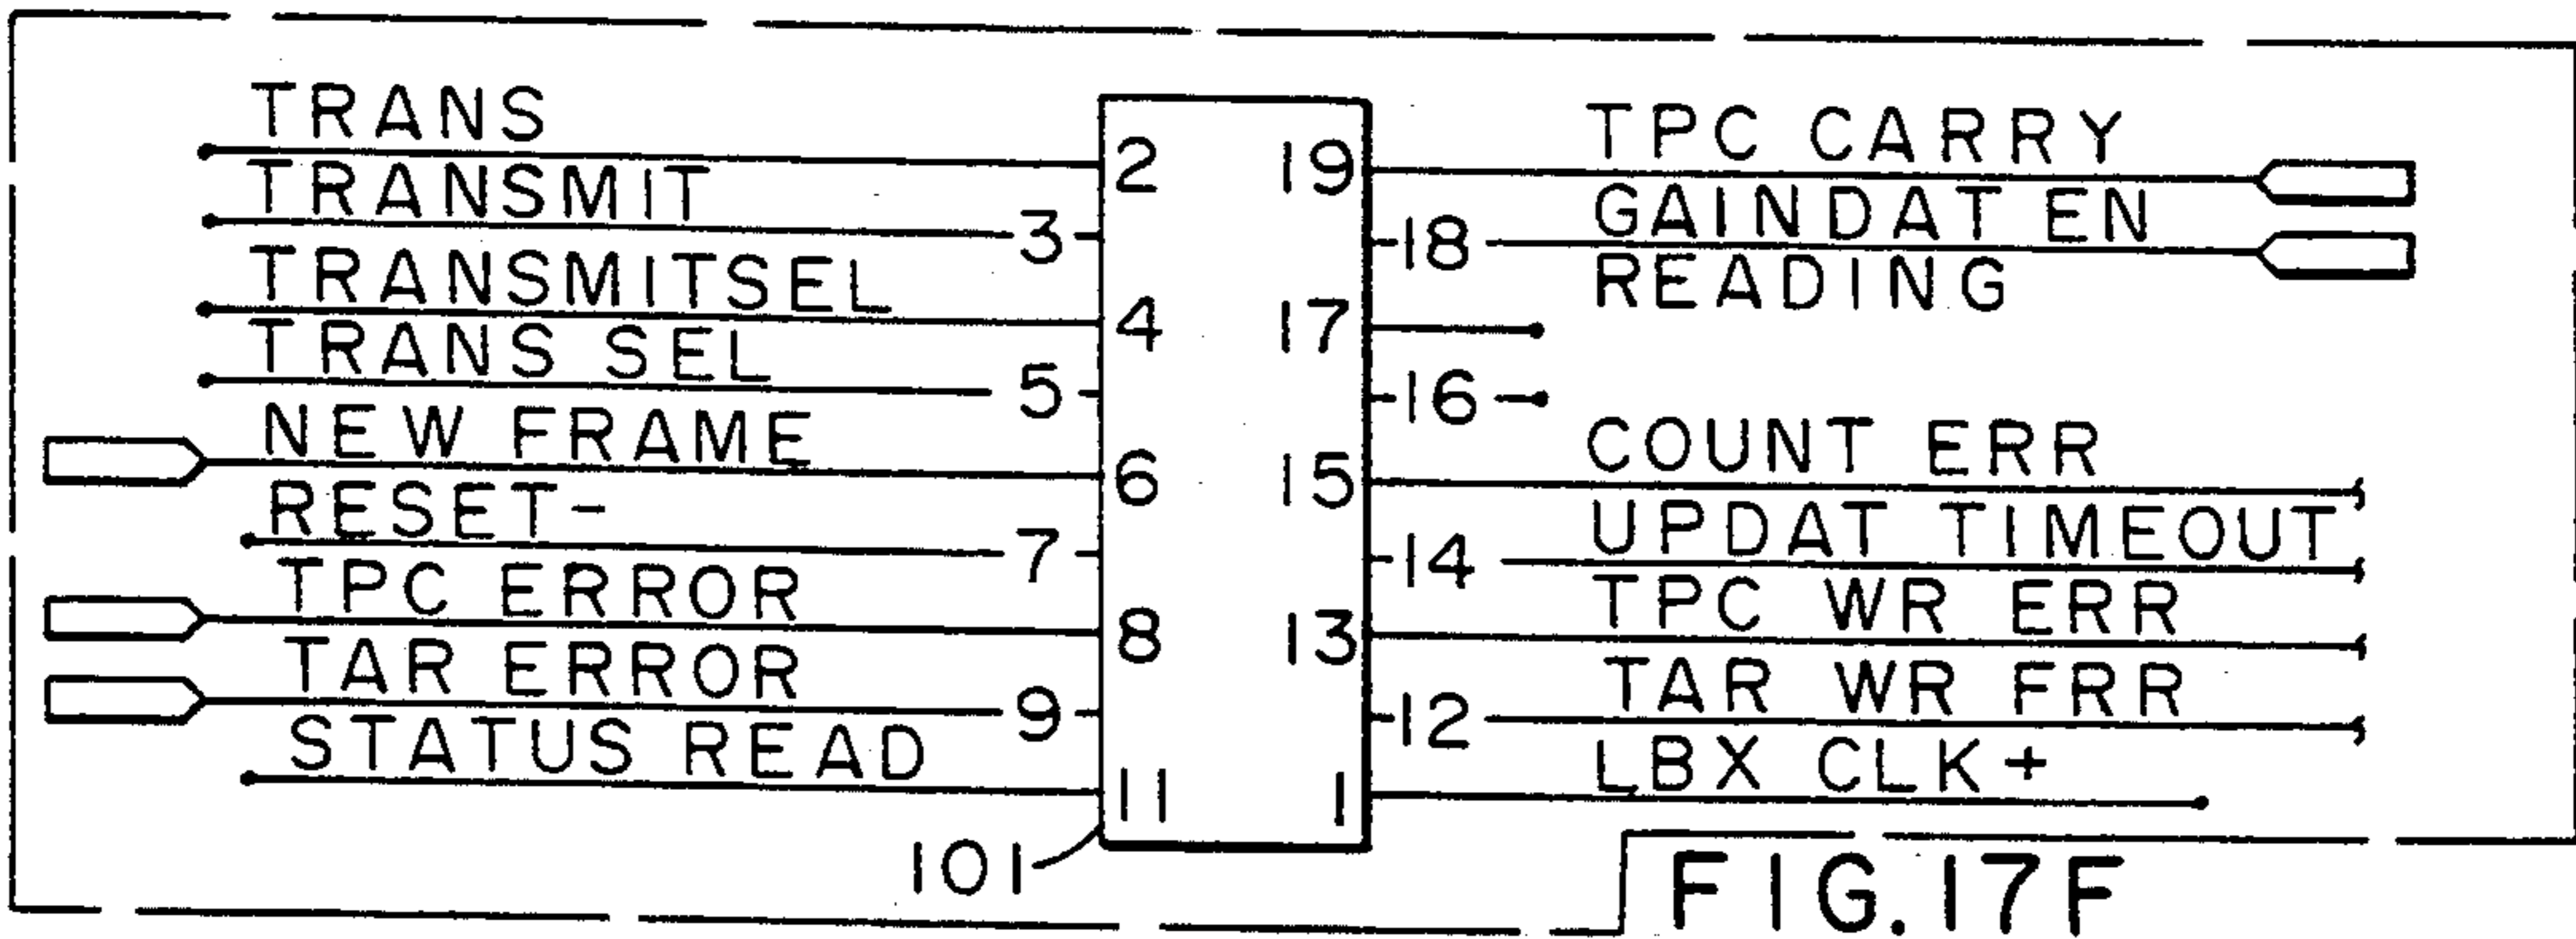 TRANS
TRANSMIT
TRANSMITSEL
TRANS SEL
NEW FRAME
RESET-
TPC ERROR
TAR ERROR
STATUS READ
2
3
4
5
6
7
8
9
11
101
19
18
17
16
15
14
13
12
1
TPC CARRY
GAINDAT EN
READING
COUNT ERR
UPDAT TIMEOUT
TPC WR ERR
TAR WR FRR
LBX CLK+
FIG.17F